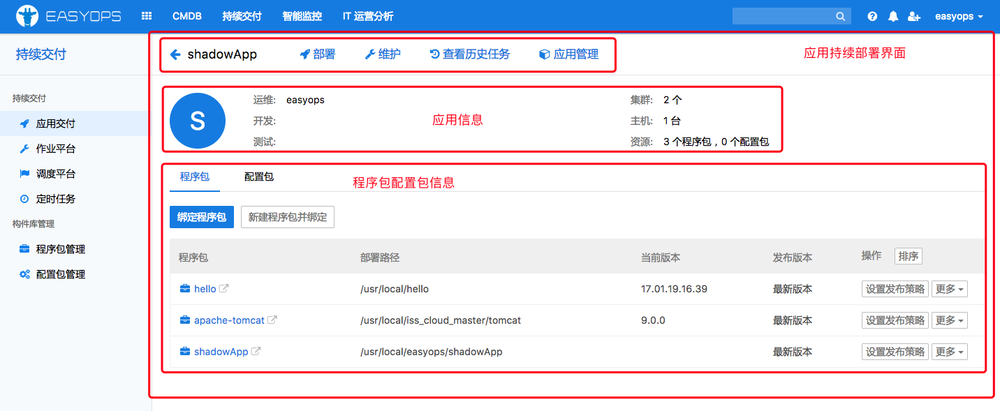 EASYOPS CMDB 持续交付 智能监控 IT 运营分析 easyops
持续交付
持续交付
应用交付
作业平台
调度平台
定时任务
构件库管理
程序包管理
配置包管理
shadowApp 部署 维护 查看历史任务 应用管理
应用持续部署界面
S
运维: easyops
开发:
测试:
应用信息
集群: 2 个
主机: 1 台
资源: 3 个程序包，0 个配置包
程序包 配置包
程序包配置包信息
绑定程序包 新建程序包并绑定
程序包 部署路径 当前版本 发布版本 操作 排序
hello /usr/local/hello 17.01.19.16.39 最新版本 设置发布策略 更多
apache-tomcat /usr/local/iss_cloud_master/tomcat 9.0.0 最新版本 设置发布策略 更多
shadowApp /usr/local/easyops/shadowApp 最新版本 设置发布策略 更多